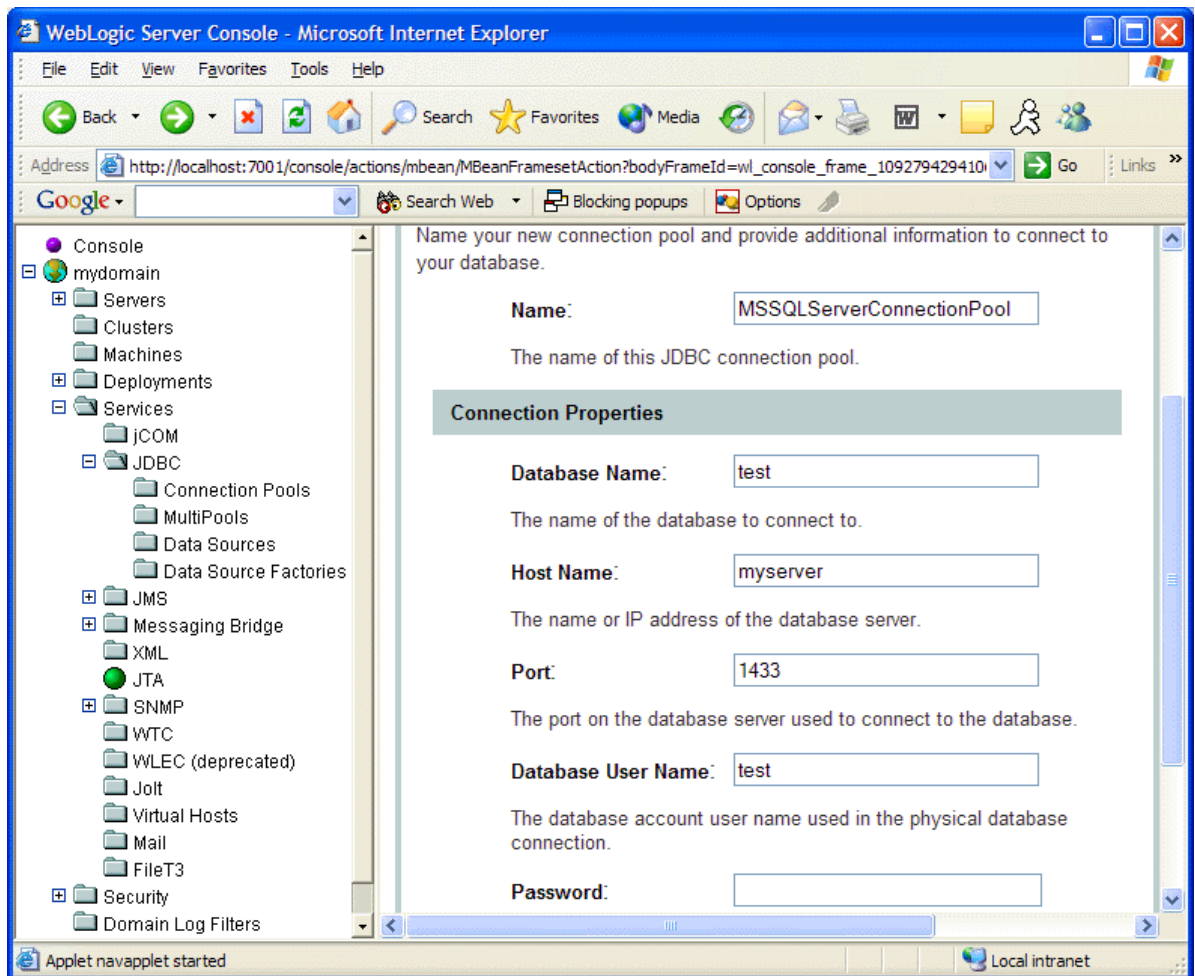 WebLogic Server Console - Microsoft Internet Explorer
File Edit View Favorites Tools Help
Back Search Favorites Media
Address http://localhost:7001/console/actions/mbean/MBeanFramesetAction?bodyFrameId=wl_console_frame_109279429410 Go Links »
Google Search Web Blocking popups Options
Console
mydomain
Servers
Clusters
Machines
Deployments
Services
jCOM
JDBC
Connection Pools
MultiPools
Data Sources
Data Source Factories
JMS
Messaging Bridge
XML
JTA
SNMP
WTC
WLEC (deprecated)
Jolt
Virtual Hosts
Mail
FileT3
Security
Domain Log Filters
Name your new connection pool and provide additional information to connect to
your database.
Name: MSSQLServerConnectionPool
The name of this JDBC connection pool.
Connection Properties
Database Name: test
The name of the database to connect to.
Host Name: myserver
The name or IP address of the database server.
Port: 1433
The port on the database server used to connect to the database.
Database User Name: test
The database account user name used in the physical database
connection.
Password:
Applet navapplet started Local intranet